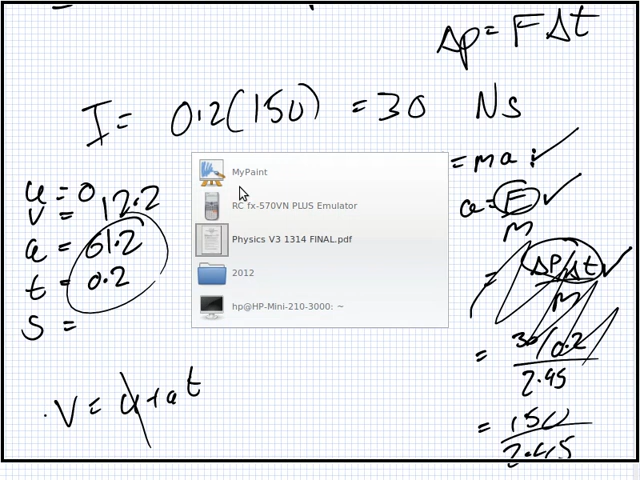 Δp = FΔt
I = 0.2(150) = 30 Ns
= ma
u = 0
v = 12.2
a = 61.2
t = 0.2
S =
a = F/M
= ΔP/Δt / M
= 30/0.2 / 2.45
= 150 / 2.45
V = u + at
MyPaint
RC fx-570VN PLUS Emulator
Physics V3 1314 FINAL.pdf
2012
hp@HP-Mini-210-3000: ~